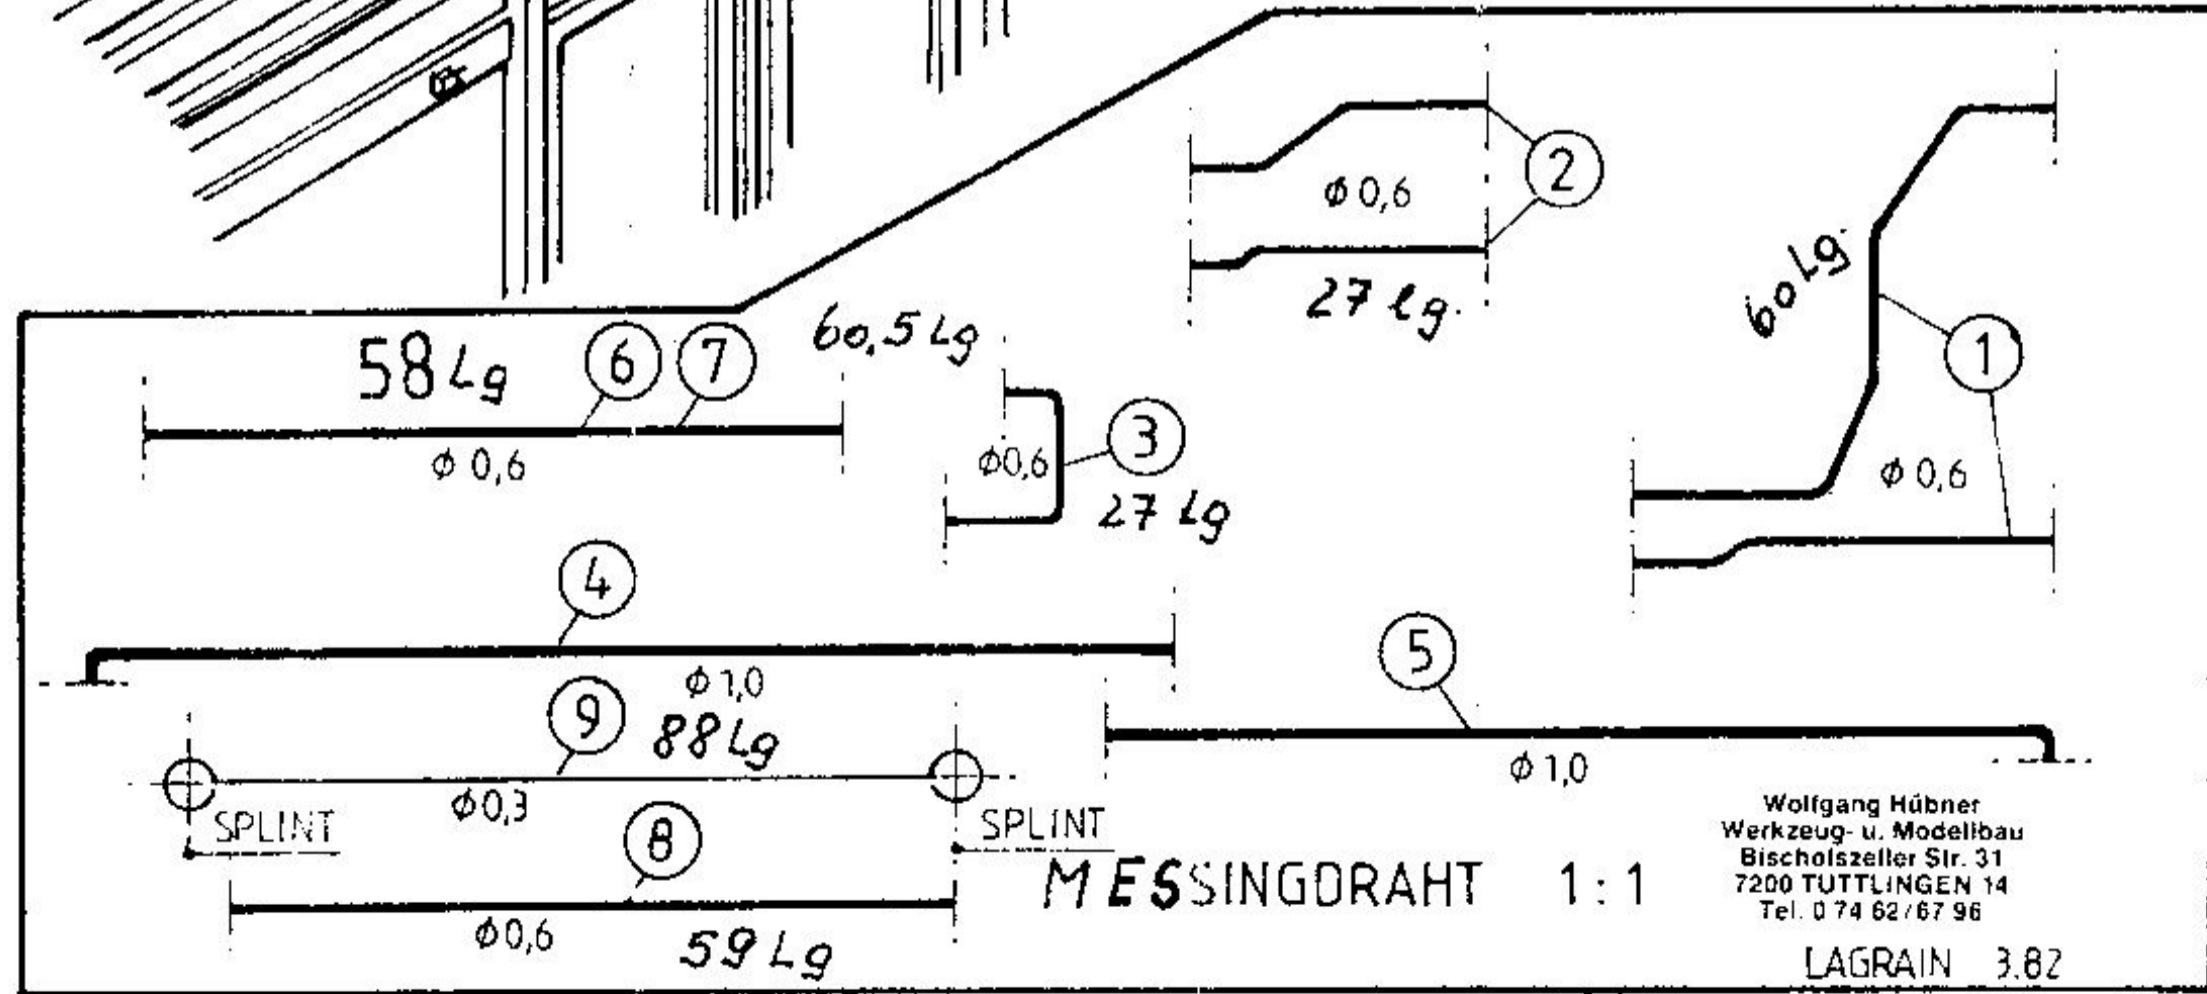 2
ϕ 0,6
27 lg.
60 Lg.
1
ϕ 0,6
58 Lg
6
7
60,5 Lg
ϕ 0,6
3
ϕ0,6
27 Lg
4
ϕ 1,0
5
ϕ 1,0
9
88 Lg
ϕ0,3
SPLINT
SPLINT
8
ϕ0,6
59 Lg
MESSINGDRAHT 1:1
Wolfgang Hübner
Werkzeug- u. Modellbau
Bischofszeller Str. 31
7200 TUTTLINGEN 14
Tel. 0 74 62/67 96
LAGRAIN 3.82